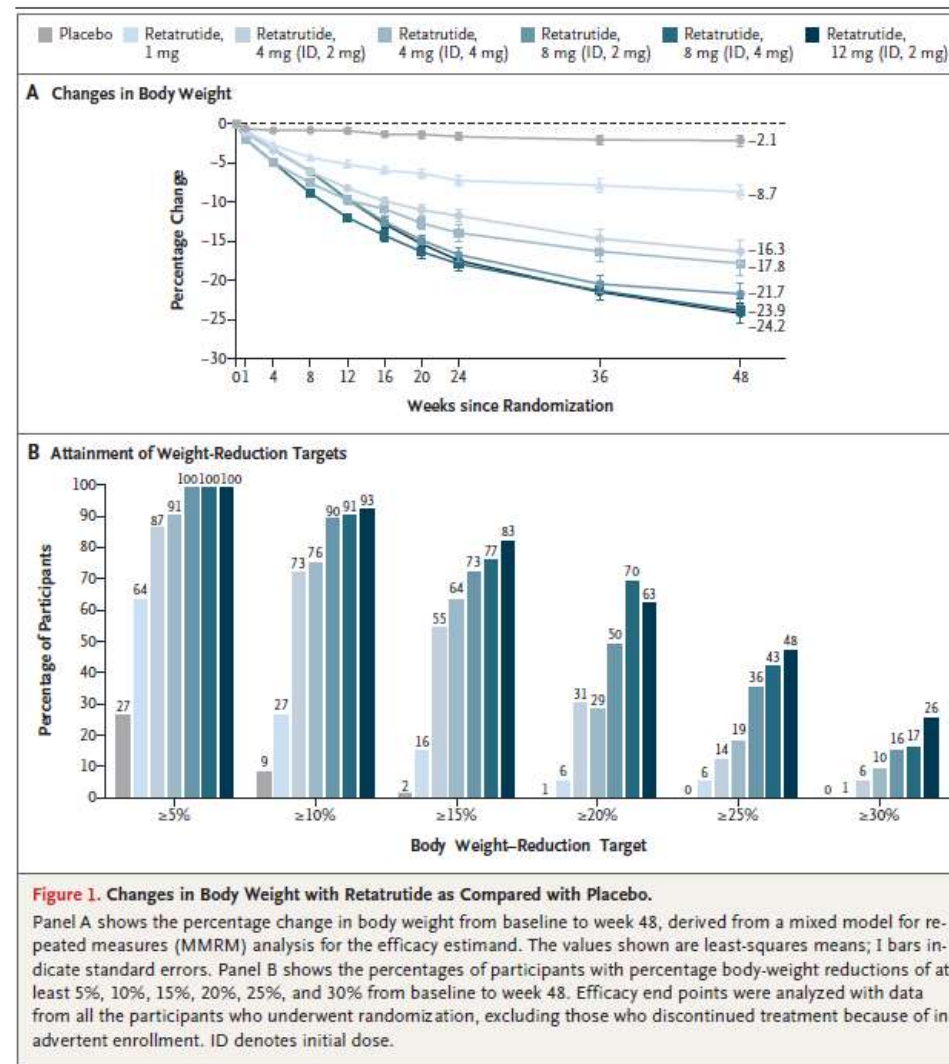 Placebo
Retatrutide, 1 mg
Retatrutide, 4 mg (ID, 2 mg)
Retatrutide, 4 mg (ID, 4 mg)
Retatrutide, 8 mg (ID, 2 mg)
Retatrutide, 8 mg (ID, 4 mg)
Retatrutide, 12 mg (ID, 2 mg)
A Changes in Body Weight
Percentage Change
0
−5
−10
−15
−20
−25
−30
−2.1
−8.7
−16.3
−17.8
−21.7
−23.9
−24.2
0 1 4 8 12 16 20 24 36 48
Weeks since Randomization
B Attainment of Weight-Reduction Targets
Percentage of Participants
100
90
80
70
60
50
40
30
20
10
0
27 64 87 91 100 100 100
9 27 73 76 90 91 93
2 16 55 64 73 77 83
1 6 31 29 50 70 63
0 6 14 19 36 43 48
0 1 6 10 16 17 26
≥5% ≥10% ≥15% ≥20% ≥25% ≥30%
Body Weight–Reduction Target
Figure 1. Changes in Body Weight with Retatrutide as Compared with Placebo.
Panel A shows the percentage change in body weight from baseline to week 48, derived from a mixed model for re-
peated measures (MMRM) analysis for the efficacy estimand. The values shown are least-squares means; I bars in-
dicate standard errors. Panel B shows the percentages of participants with percentage body-weight reductions of at
least 5%, 10%, 15%, 20%, 25%, and 30% from baseline to week 48. Efficacy end points were analyzed with data
from all the participants who underwent randomization, excluding those who discontinued treatment because of in-
advertent enrollment. ID denotes initial dose.